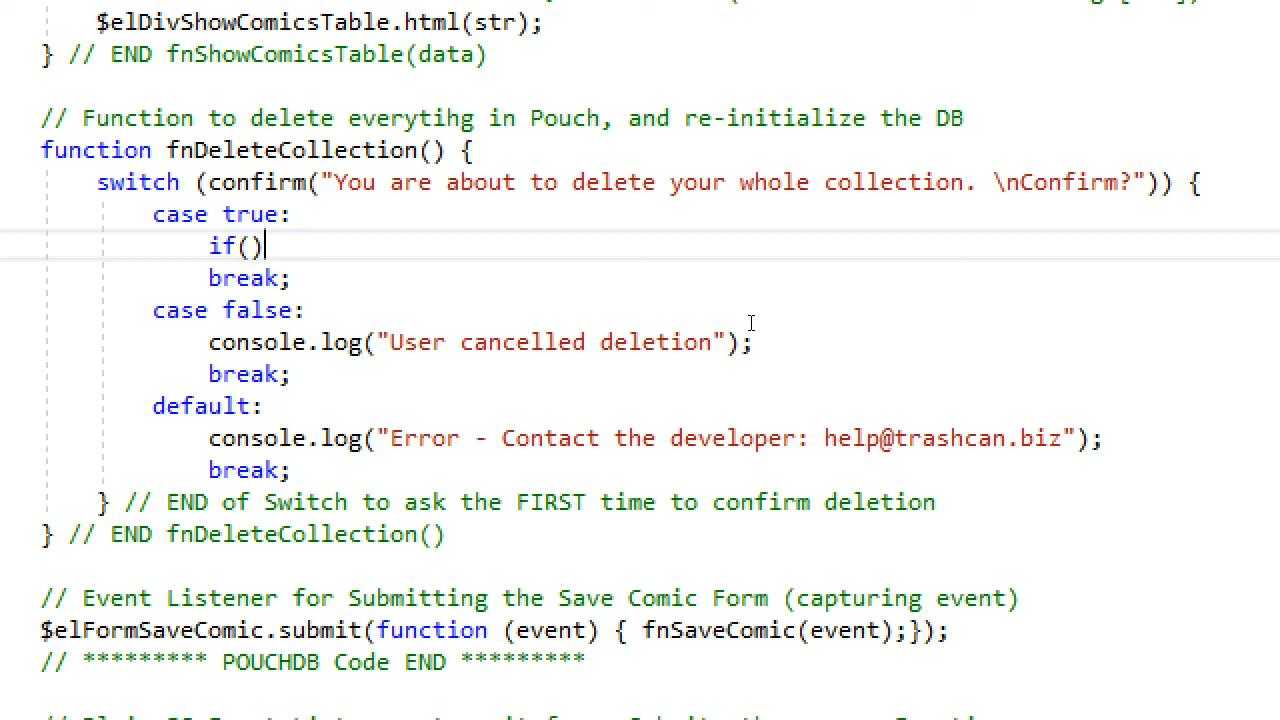 $elDivShowComicsTable.html(str);
} // END fnShowComicsTable(data)
// Function to delete everytihg in Pouch, and re-initialize the DB
function fnDeleteCollection() {
switch (confirm("You are about to delete your whole collection. \nConfirm?")) {
case true:
if()
break;
case false:
console.log("User cancelled deletion");
break;
default:
console.log("Error - Contact the developer: help@trashcan.biz");
break;
} // END of Switch to ask the FIRST time to confirm deletion
} // END fnDeleteCollection()
// Event Listener for Submitting the Save Comic Form (capturing event)
$elFormSaveComic.submit(function (event) { fnSaveComic(event);});
// ********* POUCHDB Code END *********